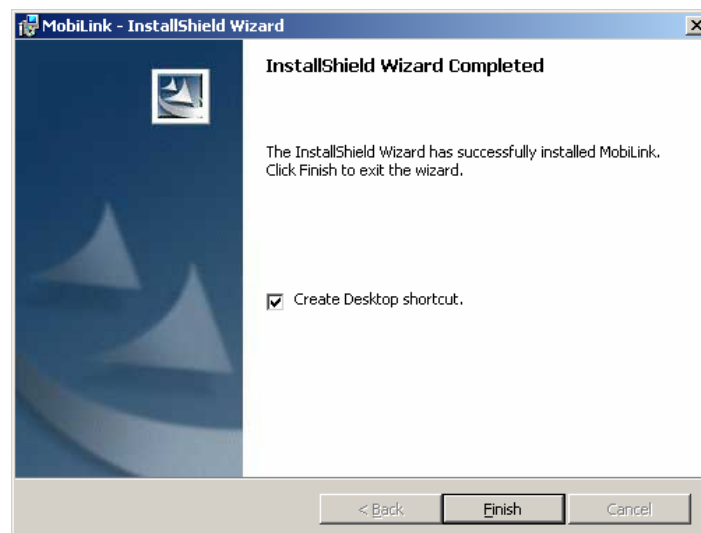 MobiLink - InstallShield Wizard
InstallShield Wizard Completed
The InstallShield Wizard has successfully installed MobiLink.
Click Finish to exit the wizard.
Create Desktop shortcut.
< Back Finish Cancel